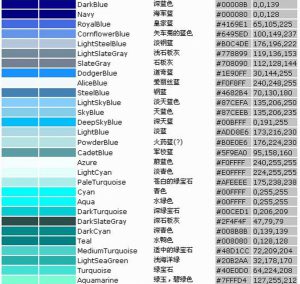 DarkBlue 深蓝色 #00008B 0,0,139
Navy 海军蓝 #000080 0,0,128
RoyalBlue 皇家蓝 #4169E1 65,105,225
CornflowerBlue 矢车菊的蓝色 #6495ED 100,149,237
LightSteelBlue 淡钢蓝 #B0C4DE 176,196,222
LightSlateGray 浅石板灰 #778899 119,136,153
SlateGray 石板灰 #708090 112,128,144
DodgerBlue 道奇蓝 #1E90FF 30,144,255
AliceBlue 爱丽丝蓝 #F0F8FF 240,248,255
SteelBlue 钢蓝 #4682B4 70,130,180
LightSkyBlue 淡天蓝色 #87CEFA 135,206,250
SkyBlue 天蓝色 #87CEEB 135,206,235
DeepSkyBlue 深天蓝 #00BFFF 0,191,255
LightBlue 淡蓝 #ADD8E6 173,216,230
PowderBlue 火药蓝(?) #B0E0E6 176,224,230
CadetBlue 军校蓝 #5F9EA0 95,158,160
Azure 蔚蓝色 #F0FFFF 240,255,255
LightCyan 淡青色 #E0FFFF 224,255,255
PaleTurquoise 苍白的绿宝石 #AFEEEE 175,238,238
Cyan 青色 #00FFFF 0,255,255
Aqua 水绿色 #00FFFF 0,255,255
DarkTurquoise 深绿宝石 #00CED1 0,206,209
DarkSlateGray 深石板灰 #2F4F4F 47,79,79
DarkCyan 深青色 #008B8B 0,139,139
Teal 水鸭色 #008080 0,128,128
MediumTurquoise 适中的绿宝石 #48D1CC 72,209,204
LightSeaGreen 浅海洋绿 #20B2AA 32,178,170
Turquoise 绿宝石 #40E0D0 64,224,208
Aquamarine 绿玉、碧绿色 #7FFFD4 127,255,212